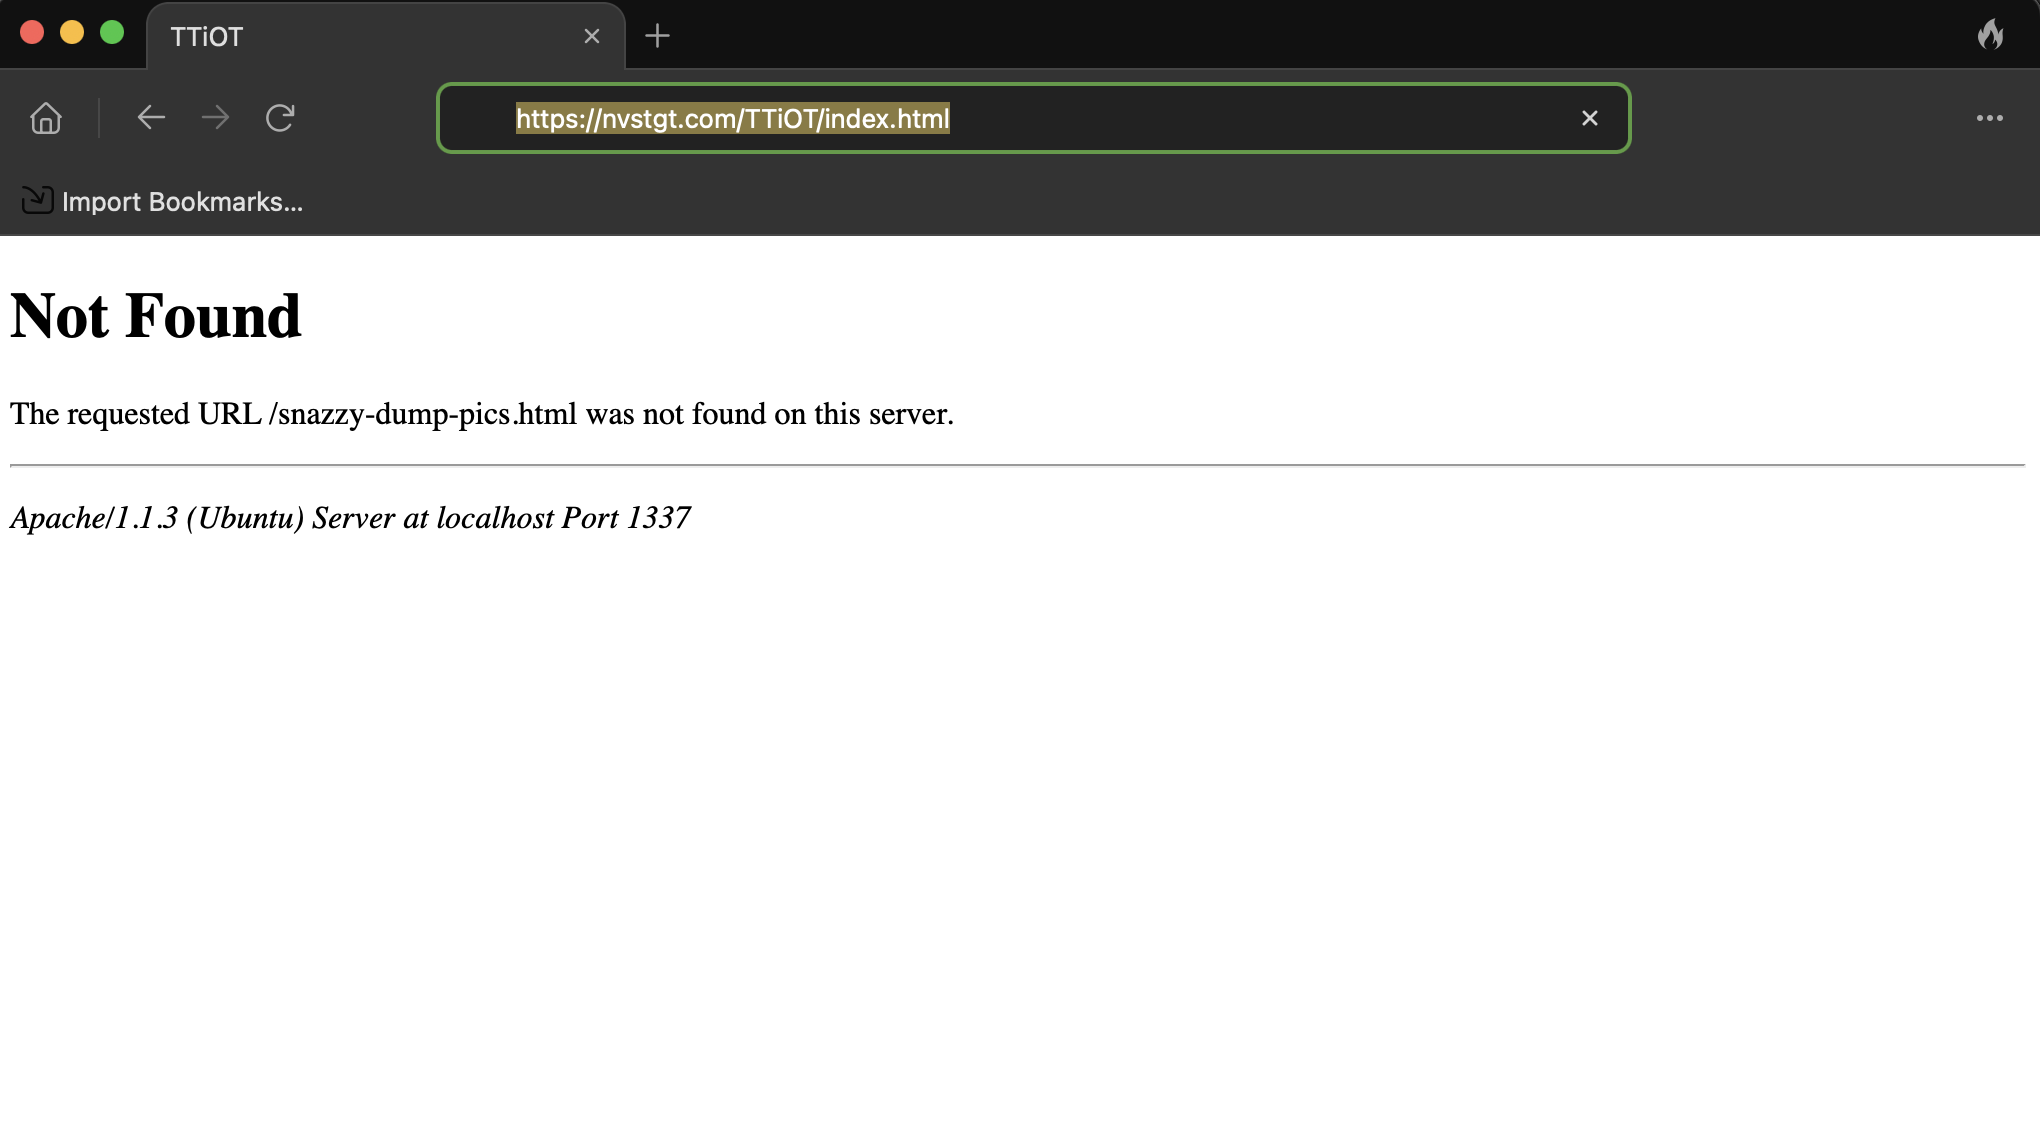 TTiOT
https://nvstgt.com/TTiOT/index.html
Import Bookmarks...
Not Found
The requested URL /snazzy-dump-pics.html was not found on this server.
Apache/1.1.3 (Ubuntu) Server at localhost Port 1337